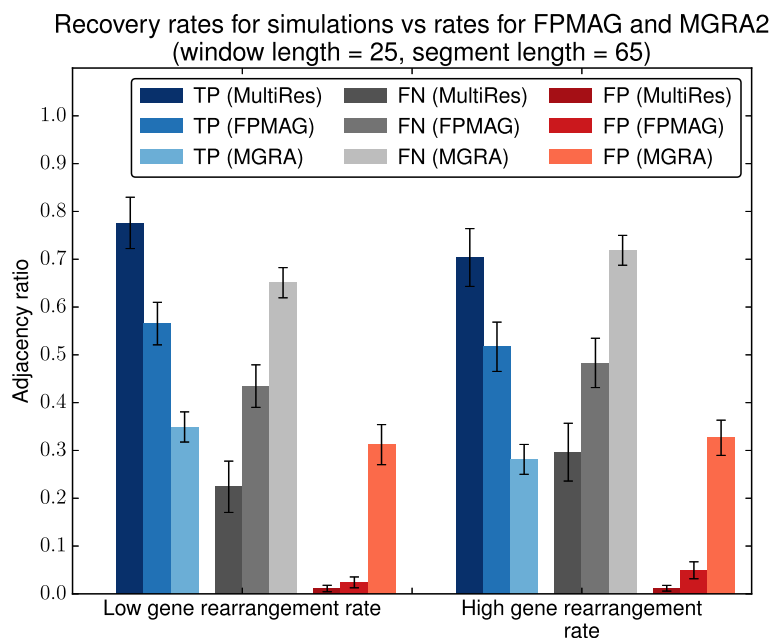 Recovery rates for simulations vs rates for FPMAG and MGRA2
(window length = 25, segment length = 65)
TP (MultiRes)
TP (FPMAG)
TP (MGRA)
FN (MultiRes)
FN (FPMAG)
FN (MGRA)
FP (MultiRes)
FP (FPMAG)
FP (MGRA)
Adjacency ratio
1.0
0.9
0.8
0.7
0.6
0.5
0.4
0.3
0.2
0.1
0.0
Low gene rearrangement rate
High gene rearrangement
rate